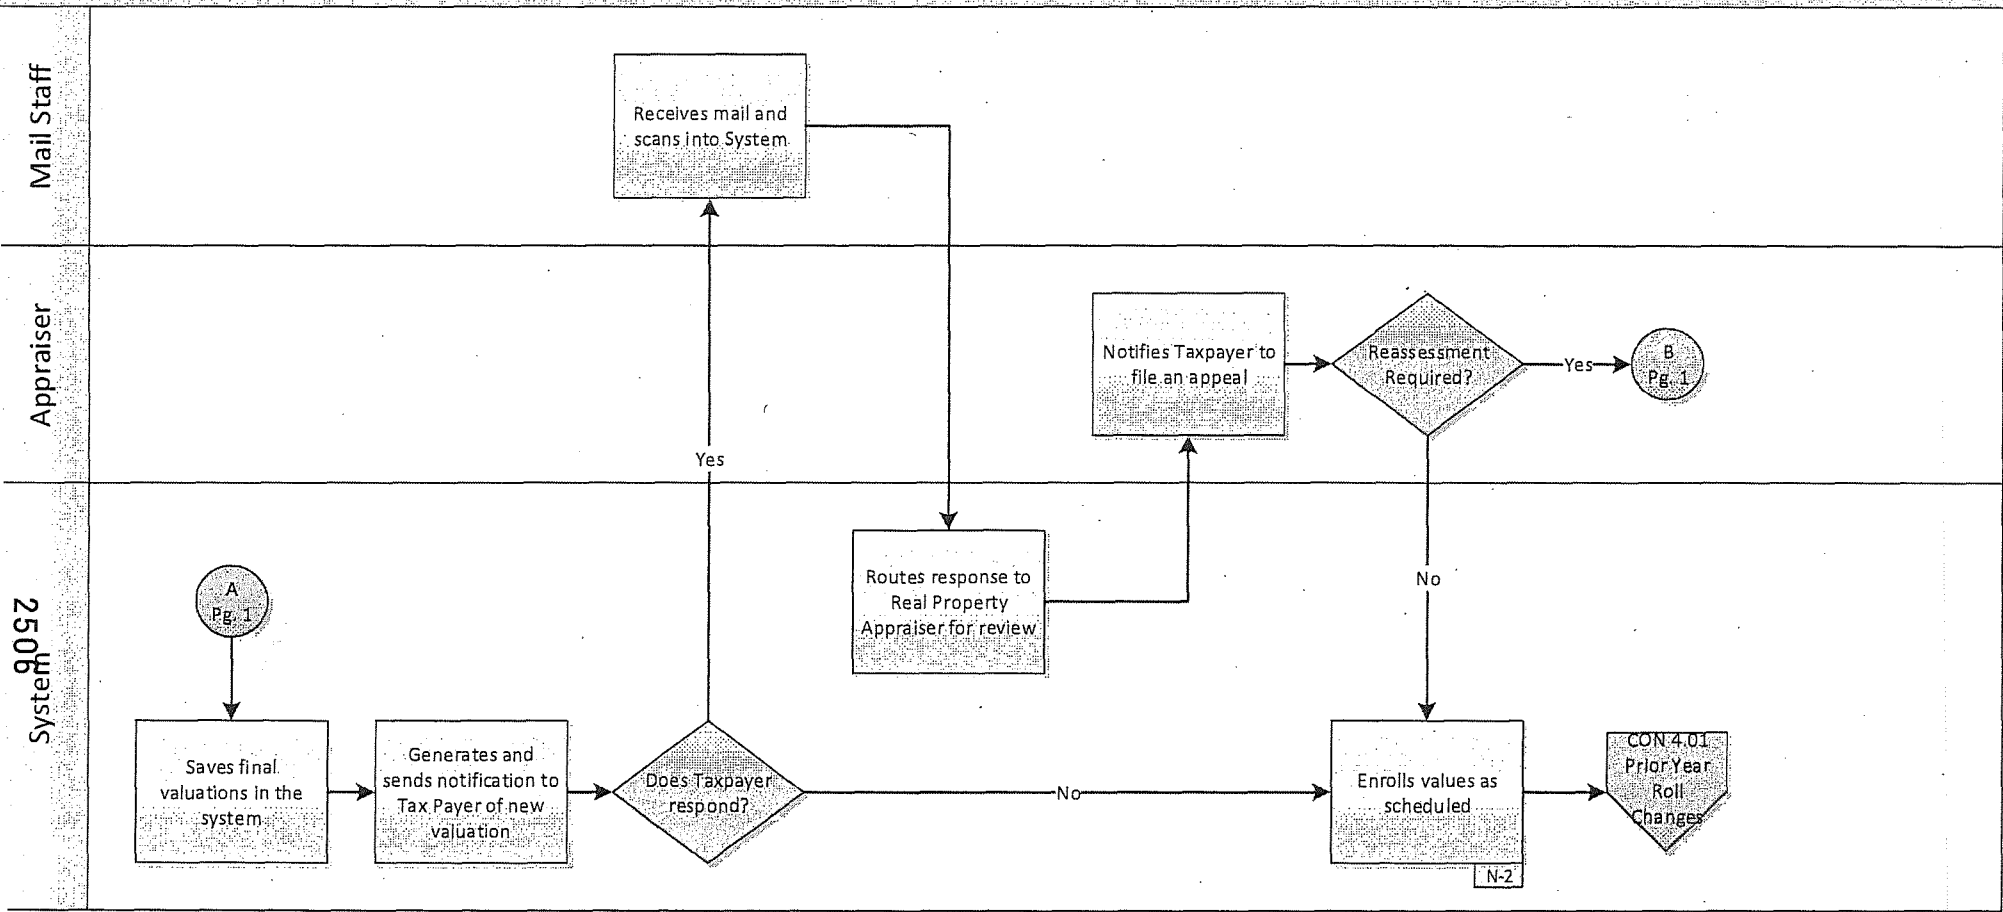 Mail Staff
Receives mail and
scans into System
Appraiser
Notifies Taxpayer to
file an appeal
Reassessment
Required?
Yes
B
Pg. 1
Yes
System
2506
A
Pg. 1
Routes response to
Real Property
Appraiser for review
No
Saves final
valuations in the
system
Generates and
sends notification to
Tax Payer of new
valuation
Does Taxpayer
respond?
No
Enrolls values as
scheduled
N-2
CON 4.01
Prior Year
Roll
Changes